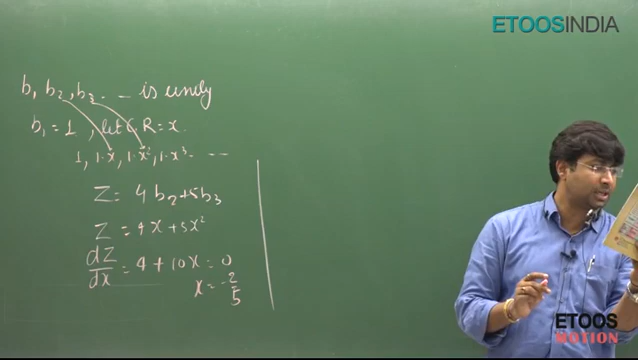 ETOOSINDIA
b₁ b₂, b₃ . – is
b₁ = 1 , let C.R = x.
1, 1·x, 1·x², 1·x³ - - -
Z = 4b₂+5b₃
Z = 4x+5x²
dZ/dx = 4 + 10x = 0
x = -2/5
ETOOS
MOTION